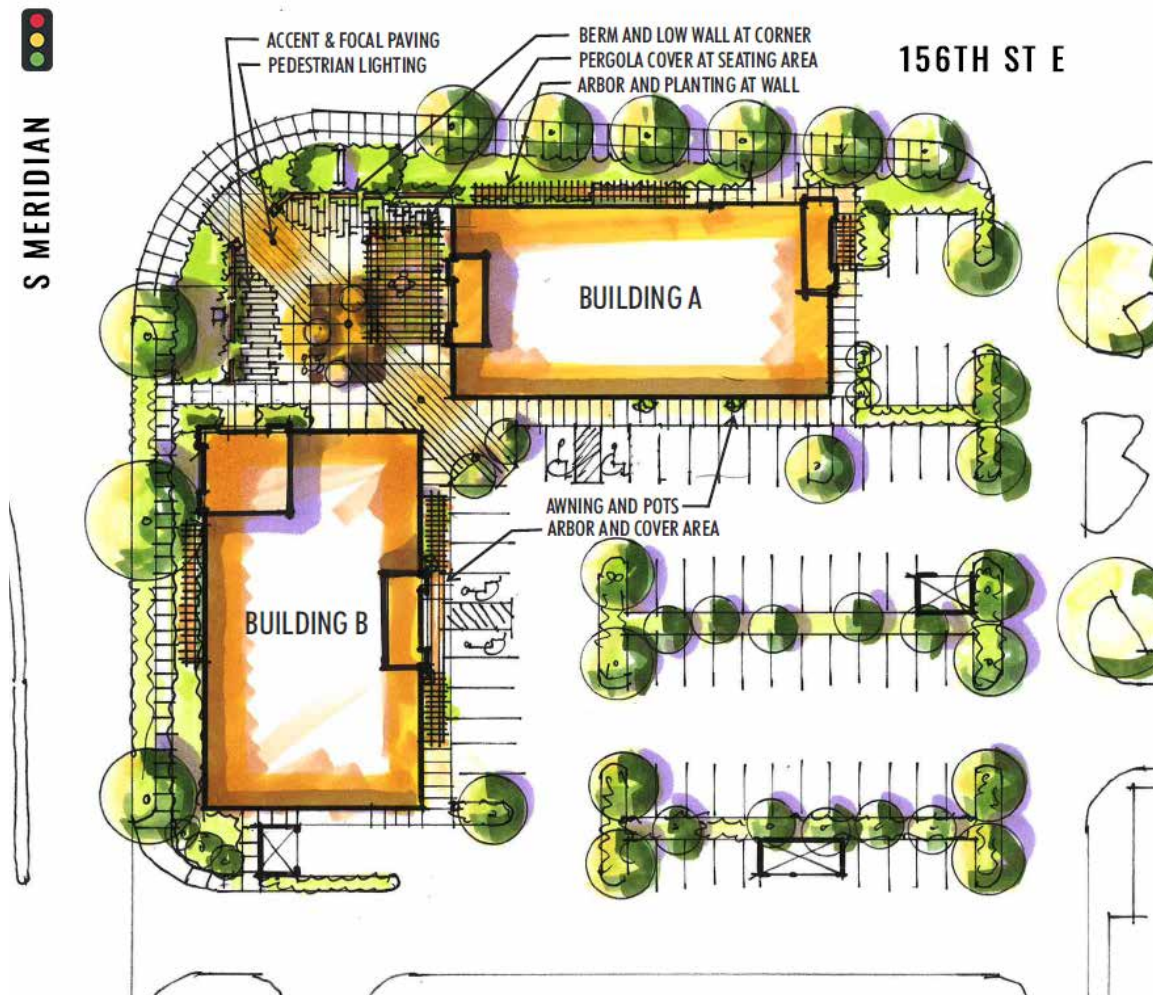 ACCENT & FOCAL PAVING
PEDESTRIAN LIGHTING
BERM AND LOW WALL AT CORNER
PERGOLA COVER AT SEATING AREA
ARBOR AND PLANTING AT WALL
156TH ST E
S MERIDIAN
BUILDING A
AWNING AND POTS
ARBOR AND COVER AREA
BUILDING B